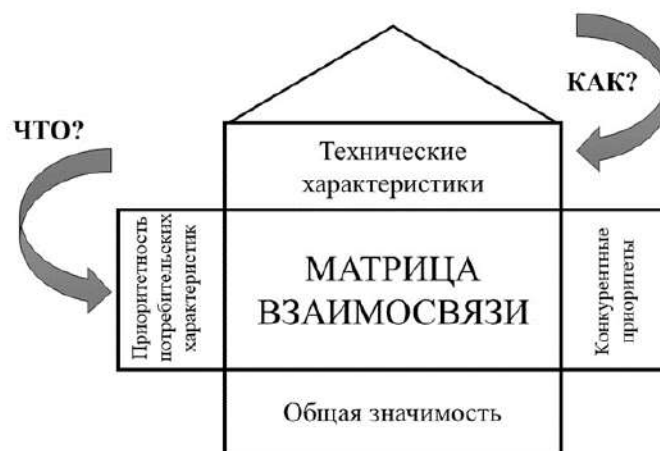 КАК?
ЧТО?
Технические
характеристики
Приоритетность
потребительских
характеристик
МАТРИЦА
ВЗАИМОСВЯЗИ
Конкурентные
приоритеты
Общая значимость